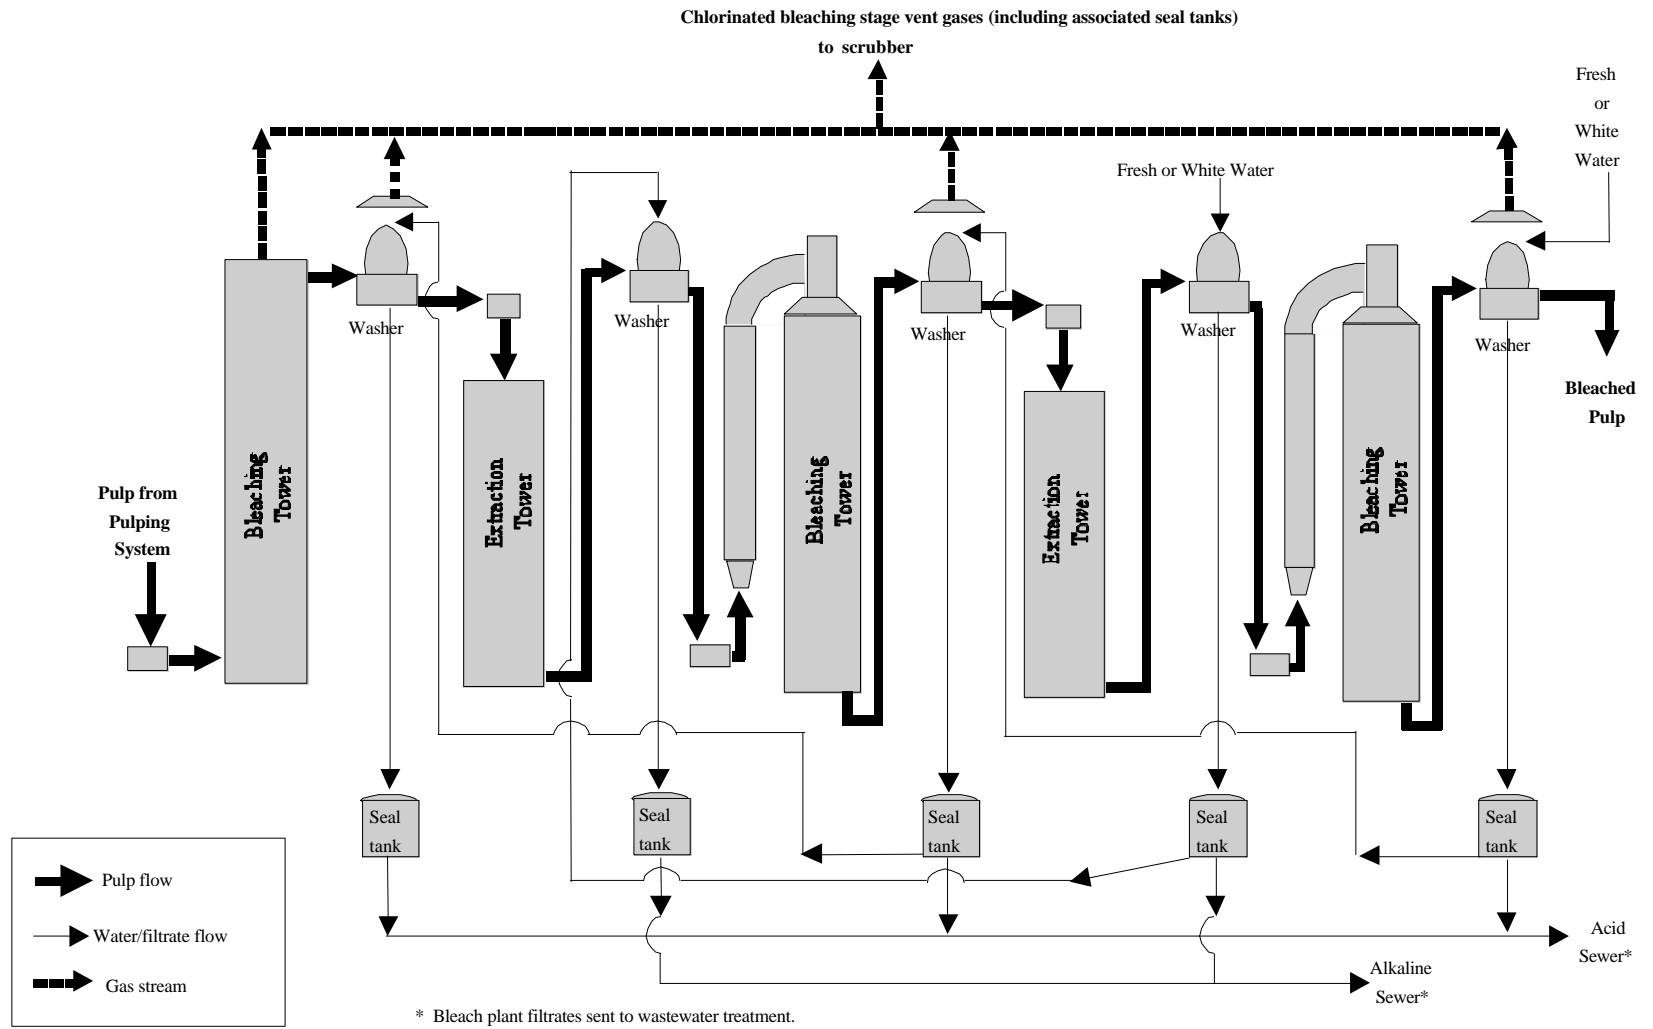 Chlorinated bleaching stage vent gases (including associated seal tanks)
to scrubber
Fresh
or
White
Water
Fresh or White Water
Washer
Washer
Washer
Washer
Washer
Bleached
Pulp
Pulp from
Pulping
System
Bleaching
Tower
Extraction
Tower
Bleaching
Tower
Extraction
Tower
Bleaching
Tower
Seal
tank
Seal
tank
Seal
tank
Seal
tank
Seal
tank
Pulp flow
Water/filtrate flow
Gas stream
Acid
Sewer*
Alkaline
Sewer*
* Bleach plant filtrates sent to wastewater treatment.